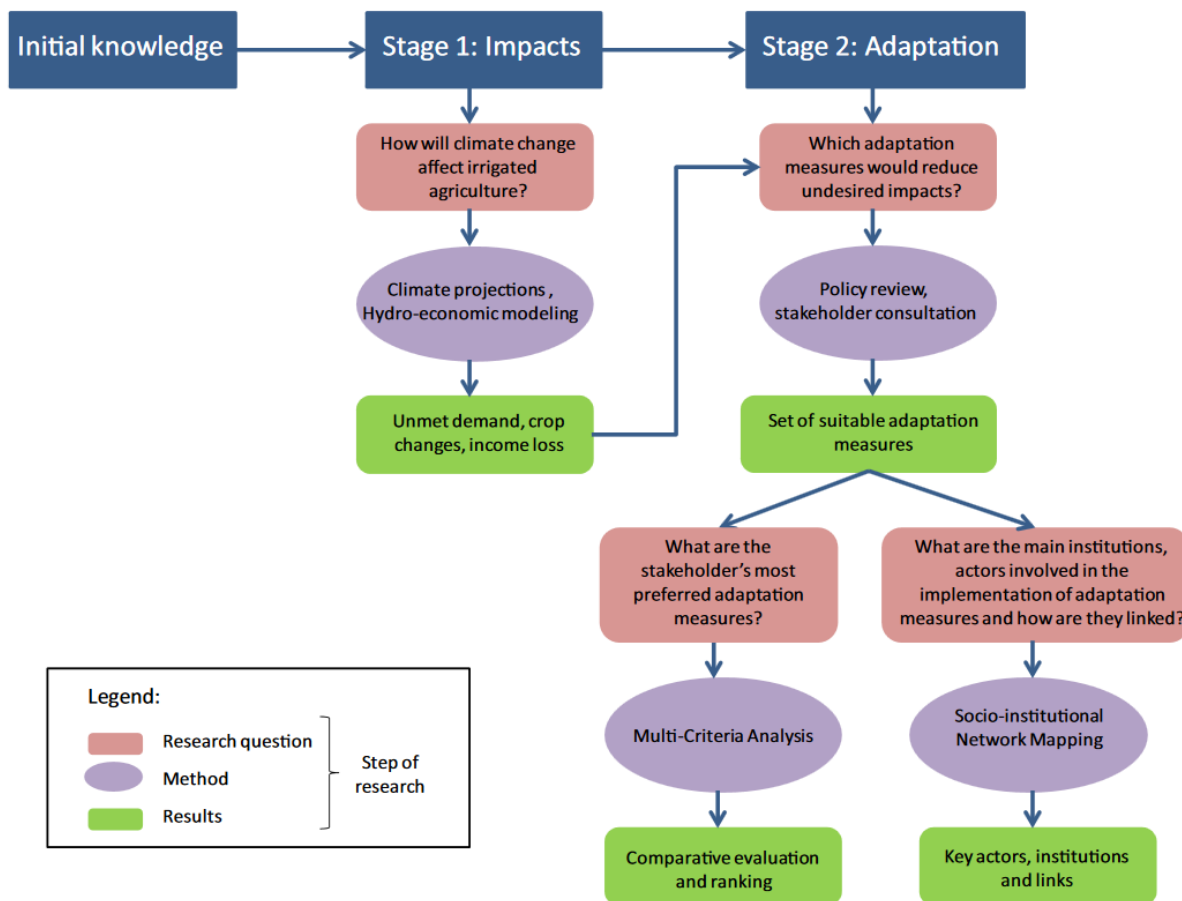 Initial knowledge
Stage 1: Impacts
Stage 2: Adaptation
How will climate change
affect irrigated
agriculture?
Which adaptation
measures would reduce
undesired impacts?
Climate projections ,
Hydro-economic modeling
Policy review,
stakeholder consultation
Unmet demand, crop
changes, income loss
Set of suitable adaptation
measures
What are the
stakeholder's most
preferred adaptation
measures?
What are the main institutions,
actors involved in the
implementation of adaptation
measures and how are they linked?
Multi-Criteria Analysis
Socio-institutional
Network Mapping
Comparative evaluation
and ranking
Key actors, institutions
and links
Legend:
Research question
Method
Results
Step of
research